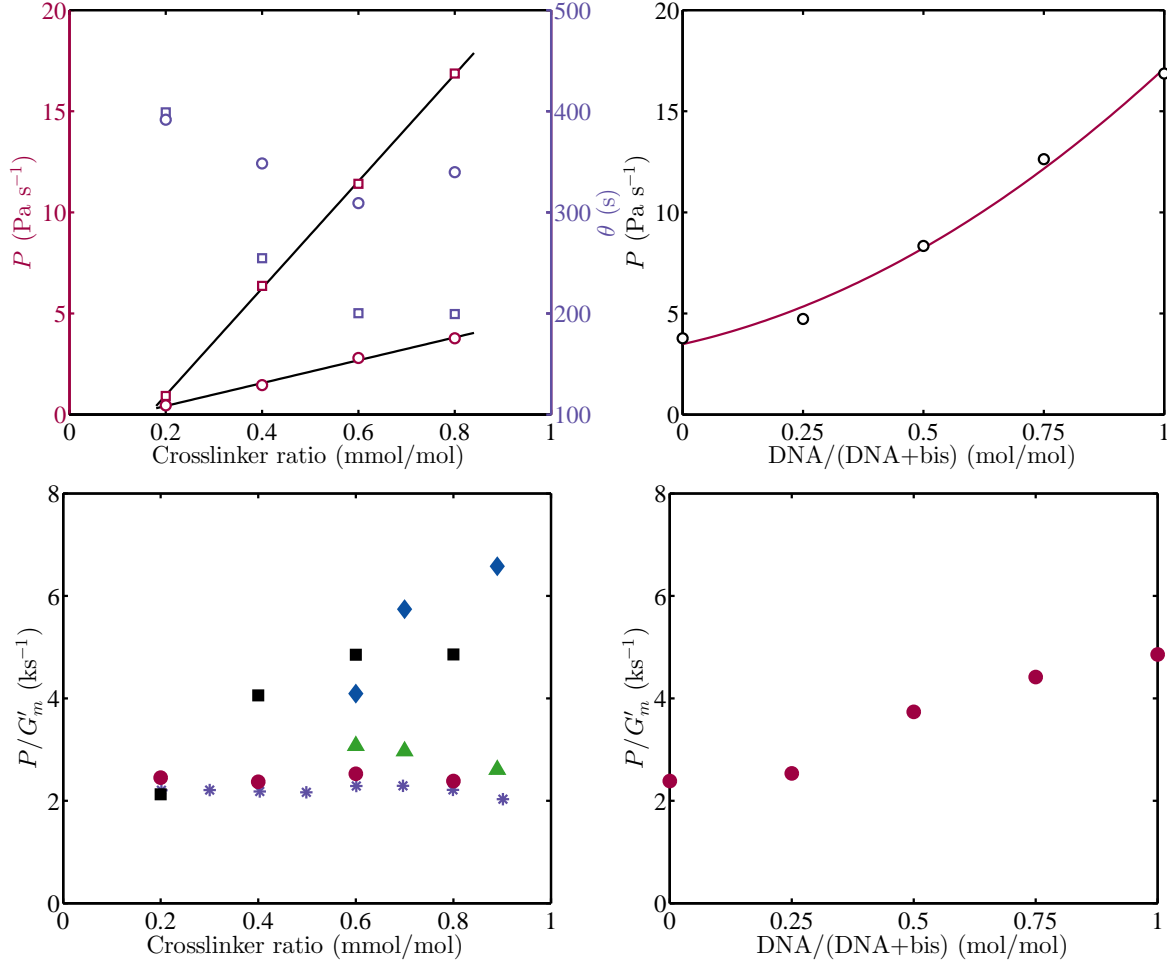 20
15
10
5
0
P (Pa s⁻¹)
500
400
300
200
100
θ (s)
0 0.2 0.4 0.6 0.8 1
Crosslinker ratio (mmol/mol)
20
15
10
5
0
P (Pa s⁻¹)
0 0.25 0.5 0.75 1
DNA/(DNA+bis) (mol/mol)
8
6
4
2
0
P/G′ₘ (ks⁻¹)
0 0.2 0.4 0.6 0.8 1
Crosslinker ratio (mmol/mol)
8
6
4
2
0
P/G′ₘ (ks⁻¹)
0 0.25 0.5 0.75 1
DNA/(DNA+bis) (mol/mol)